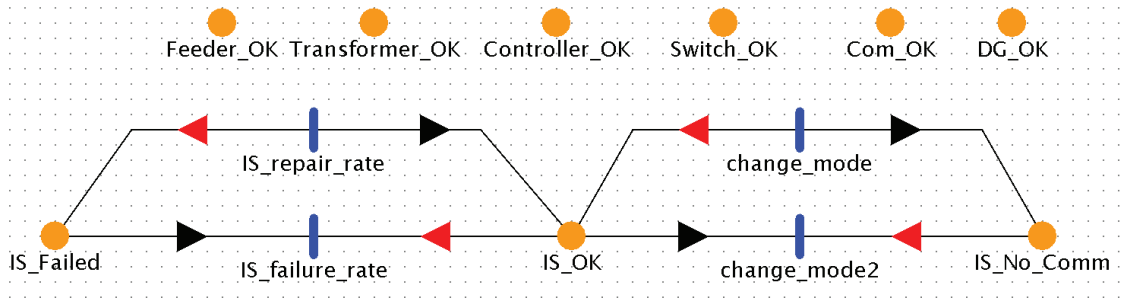 Feeder_OK Transformer_OK Controller_OK Switch_OK Com_OK DG_OK
IS_repair_rate change_mode
IS_Failed IS_failure_rate IS_OK change_mode2 IS_No_Comm